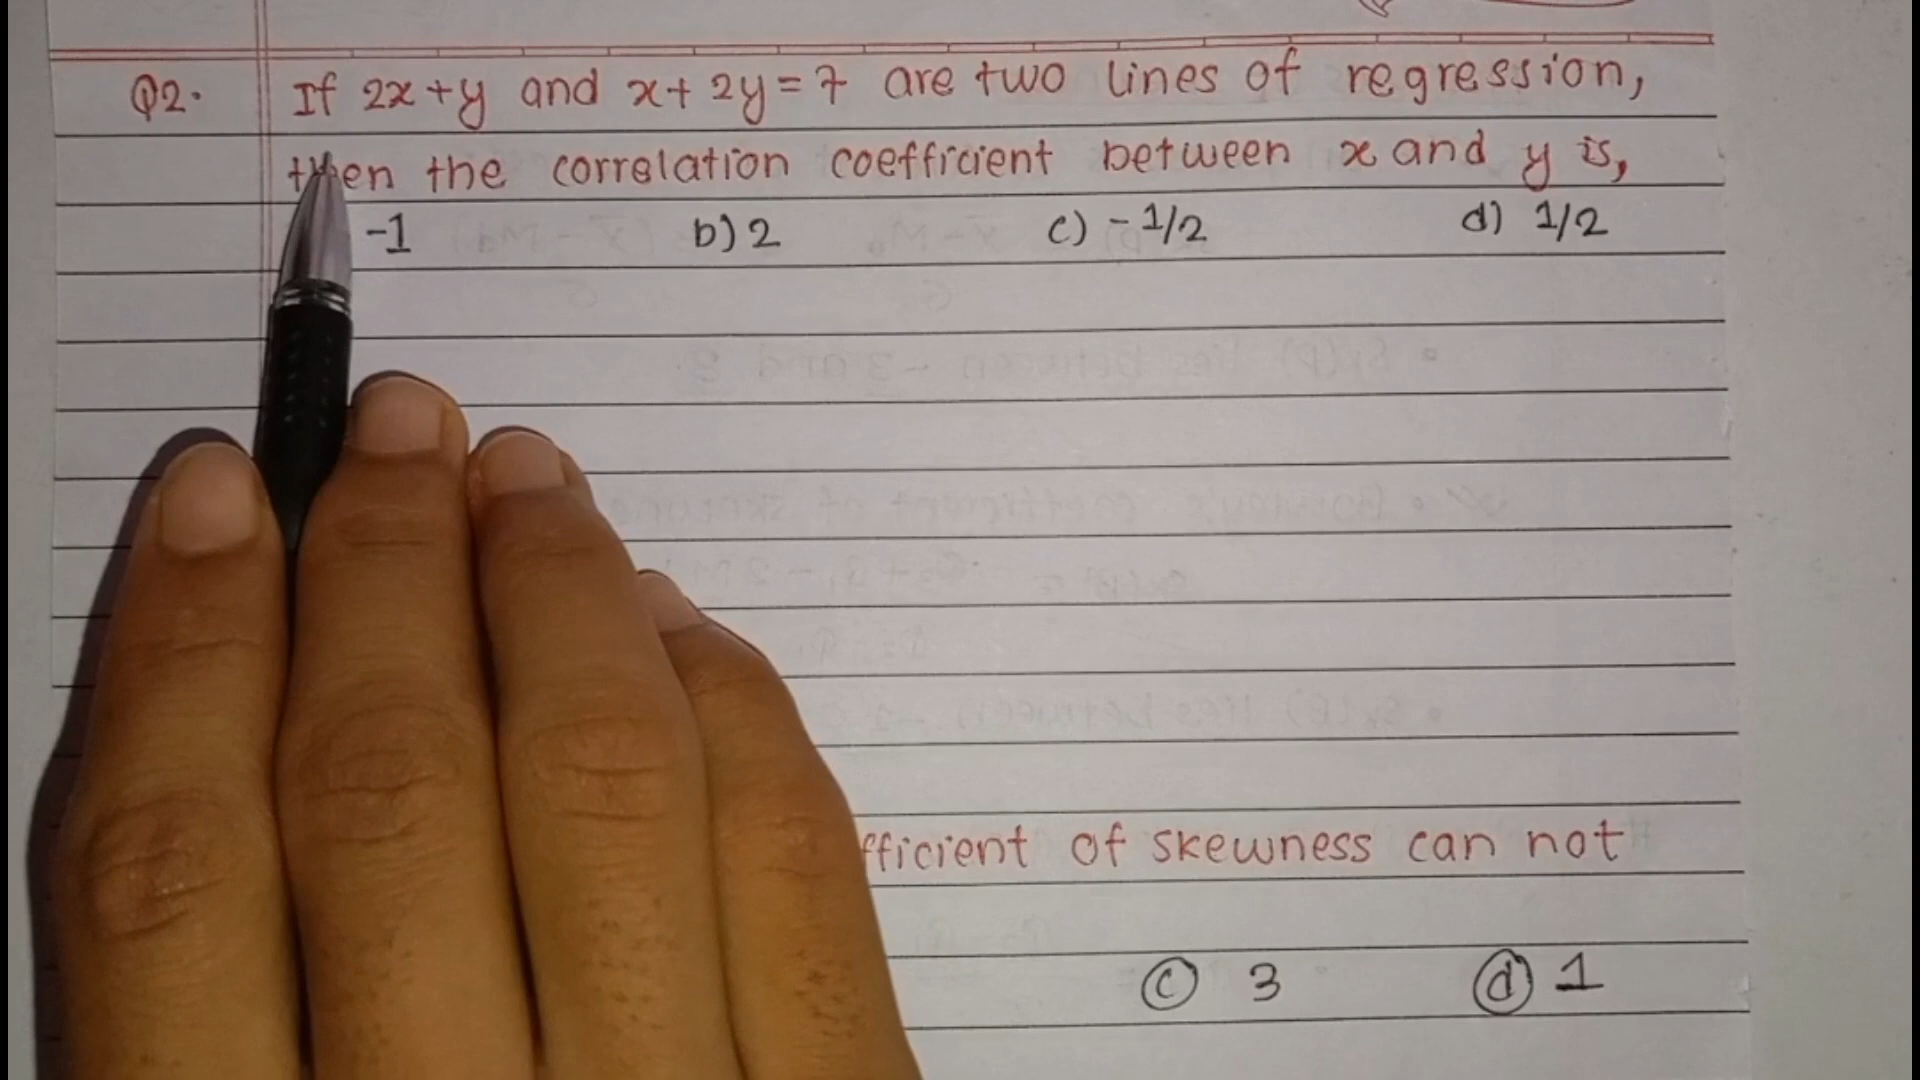 Q2. If 2x+y and x+2y=7 are two lines of regression,
then the correlation coefficient between x and y is,
-1 b) 2 c) -1/2 d) 1/2
fficient of skewness can not
(c) 3 (d) 1